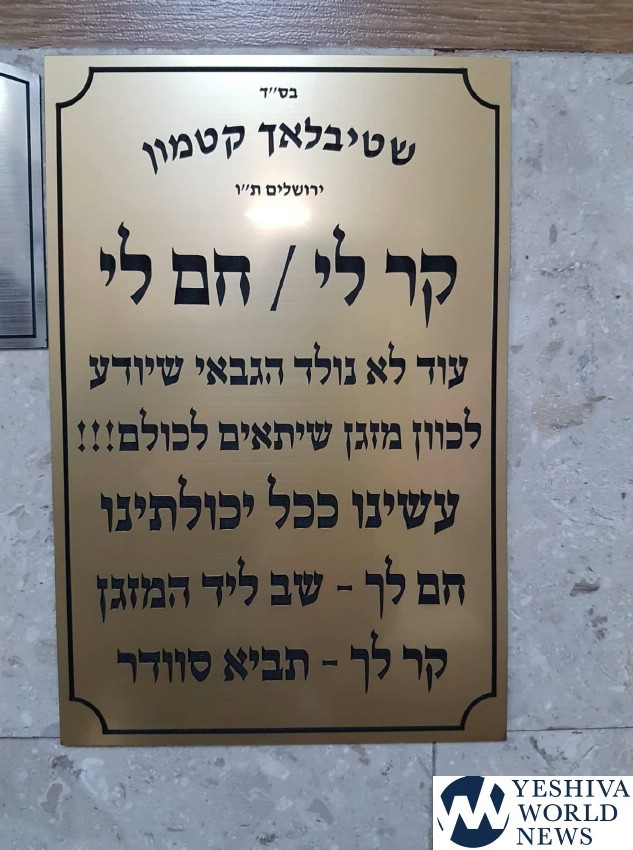 בס''ד
שטיבלאך קטמון
ירושלים ת''ו
קר לי / חם לי
עוד לא נולד הגבאי שיודע
לכוון מזגן שיתאים לכולם!!!
עשינו ככל יכולתינו
חם לך - שב ליד המזגן
קר לך - תביא סוודר
YESHIVA
WORLD
NEWS